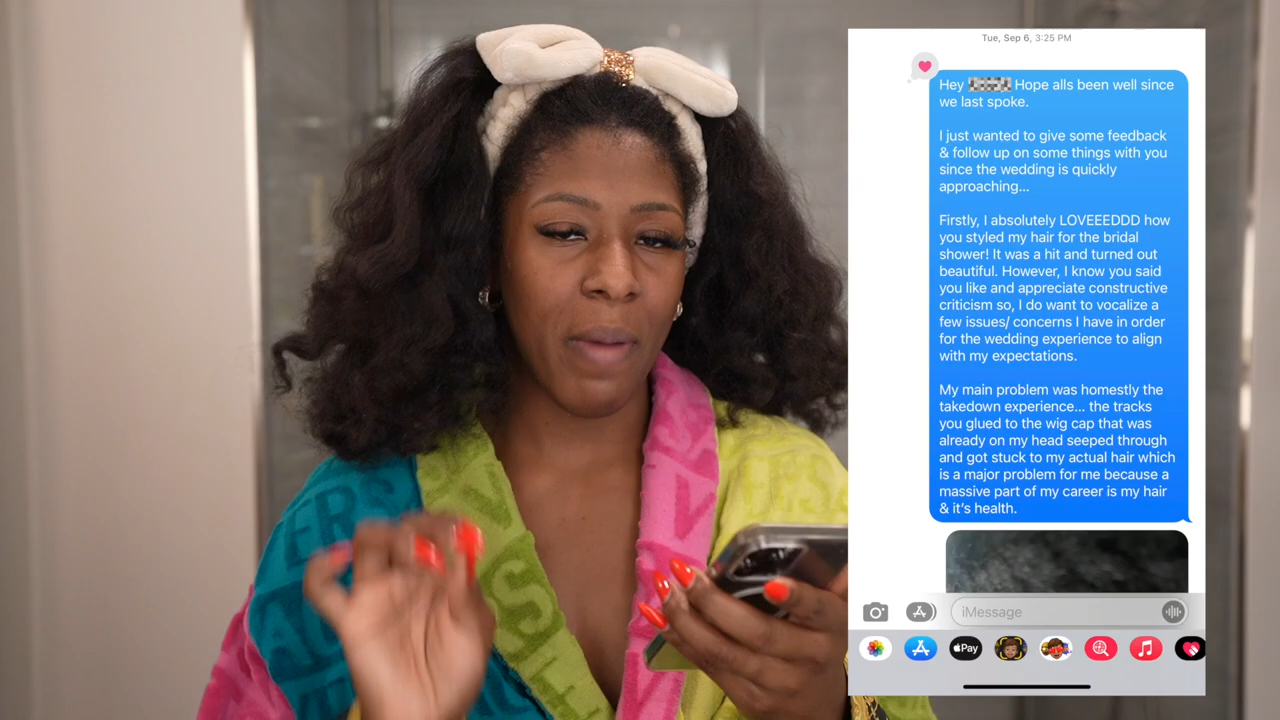 Tue, Sep 6, 3:25 PM
Hey Hope alls been well since
we last spoke.
I just wanted to give some feedback
& follow up on some things with you
since the wedding is quickly
approaching...
Firstly, I absolutely LOVEEEDDD how
you styled my hair for the bridal
shower! It was a hit and turned out
beautiful. However, I know you said
you like and appreciate constructive
criticism so, I do want to vocalize a
few issues/ concerns I have in order
for the wedding experience to align
with my expectations.
My main problem was homestly the
takedown experience... the tracks
you glued to the wig cap that was
already on my head seeped through
and got stuck to my actual hair which
is a major problem for me because a
massive part of my career is my hair
& it's health.
iMessage
Pay